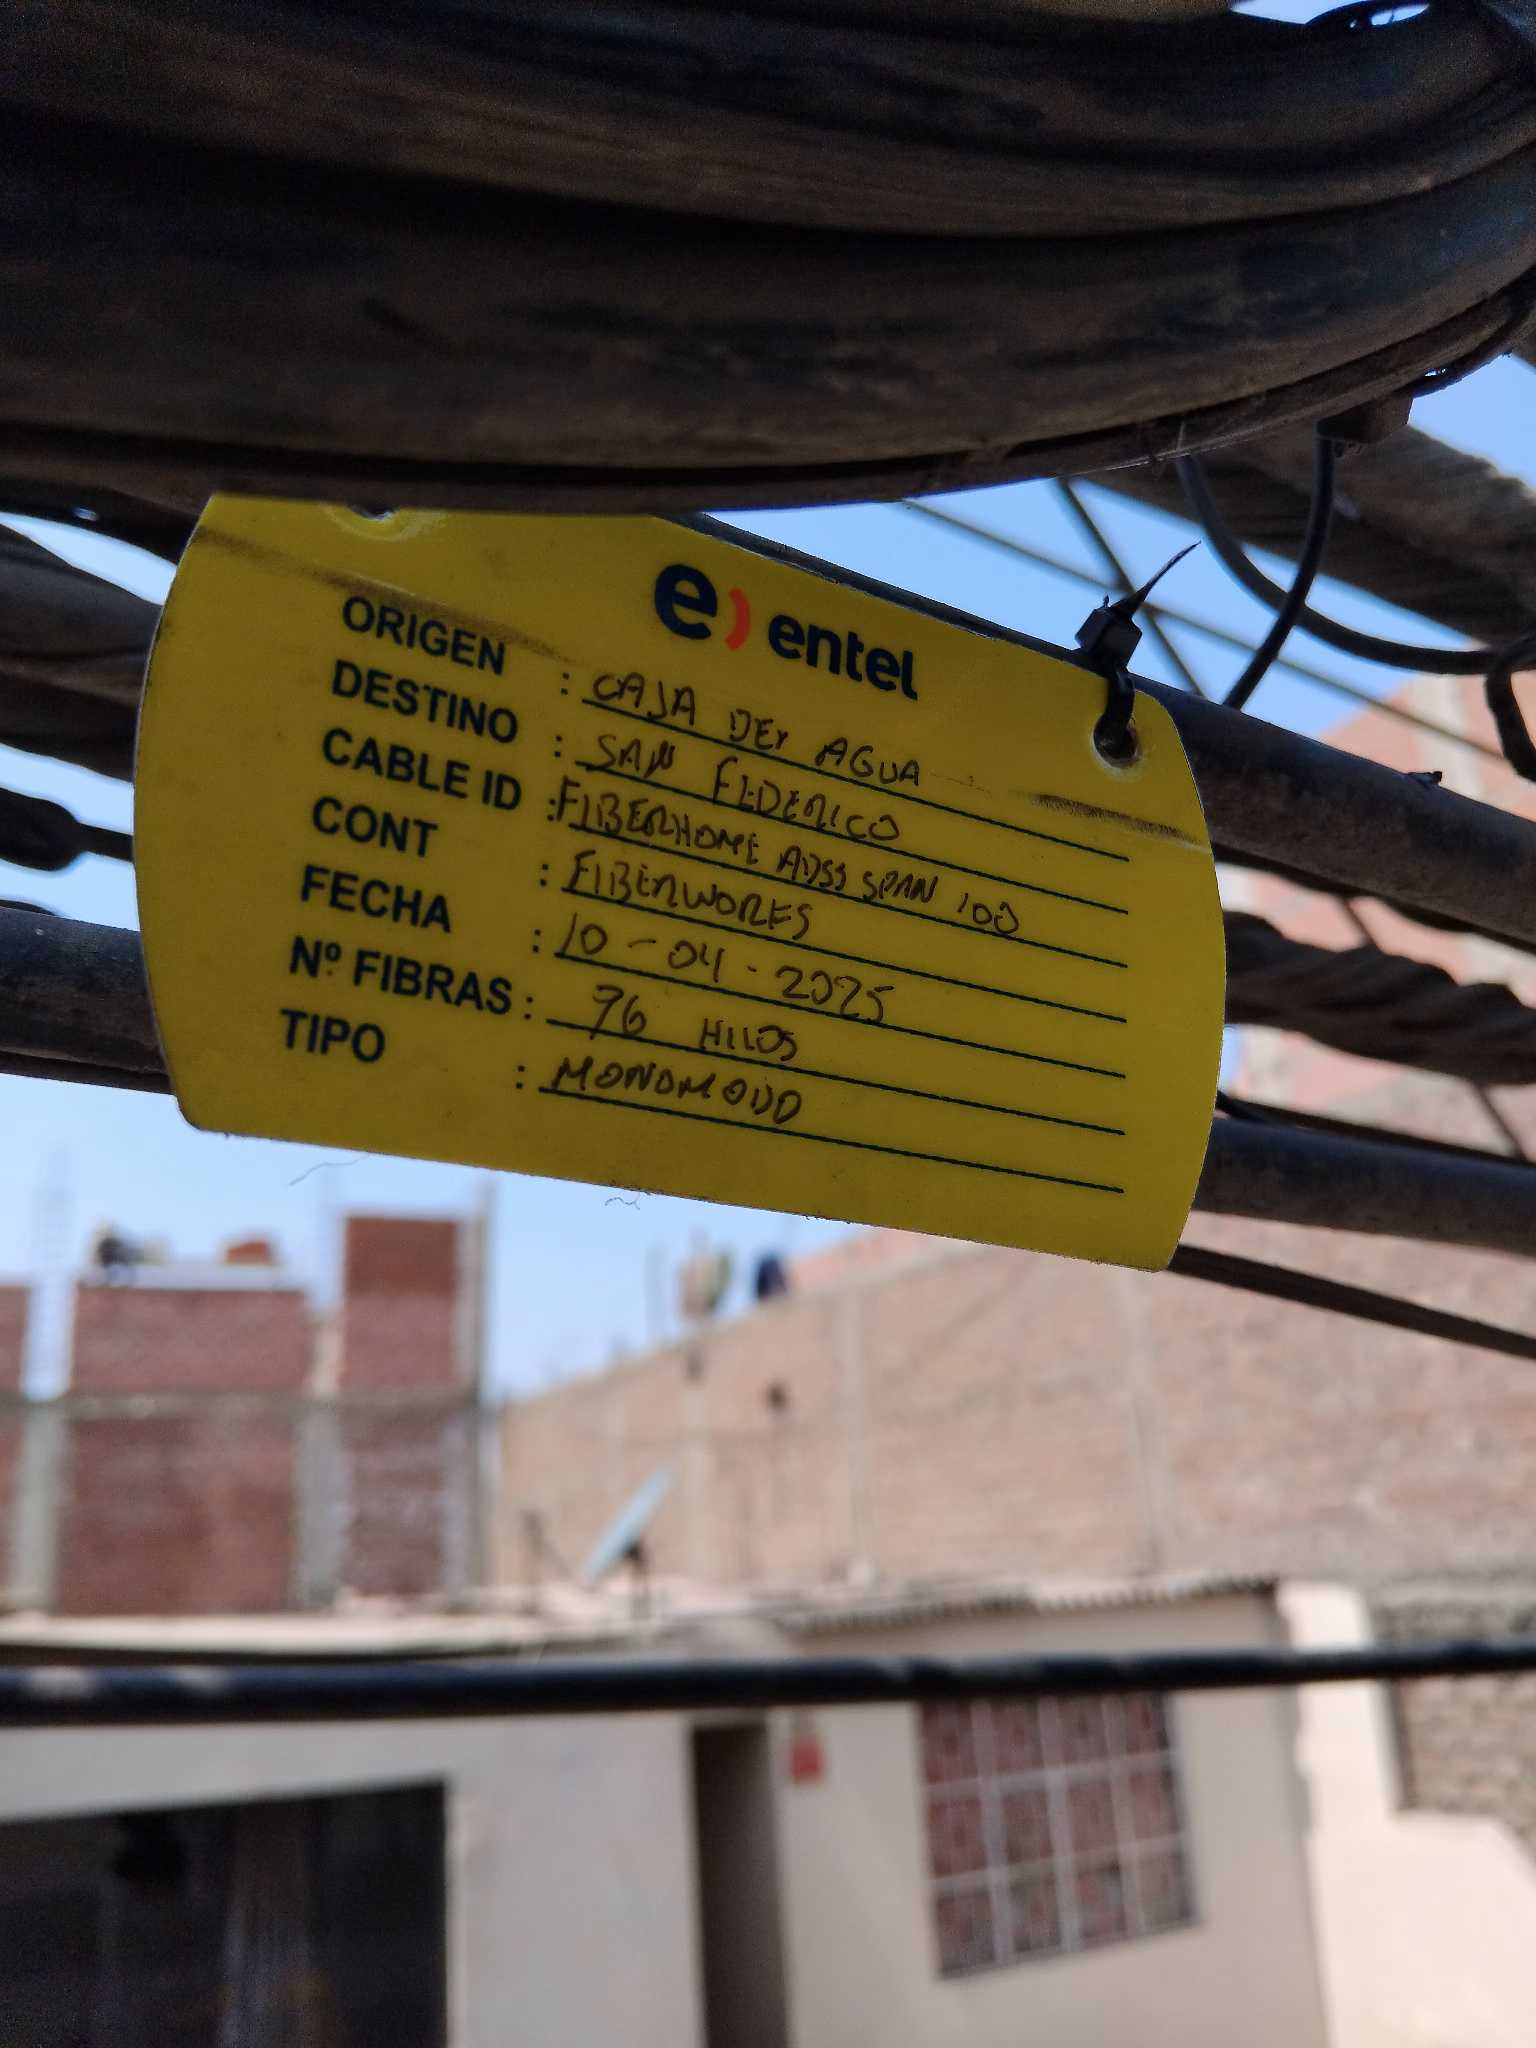 e) entel
ORIGEN : CAJA DEL AGUA
DESTINO : SAN FEDERICO
CABLE ID : FIBERHOME ADSS SPAN 100
CONT : FIBERWORKS
FECHA : 10-04-2025
Nº FIBRAS : 96 HILOS
TIPO : MONOMODO